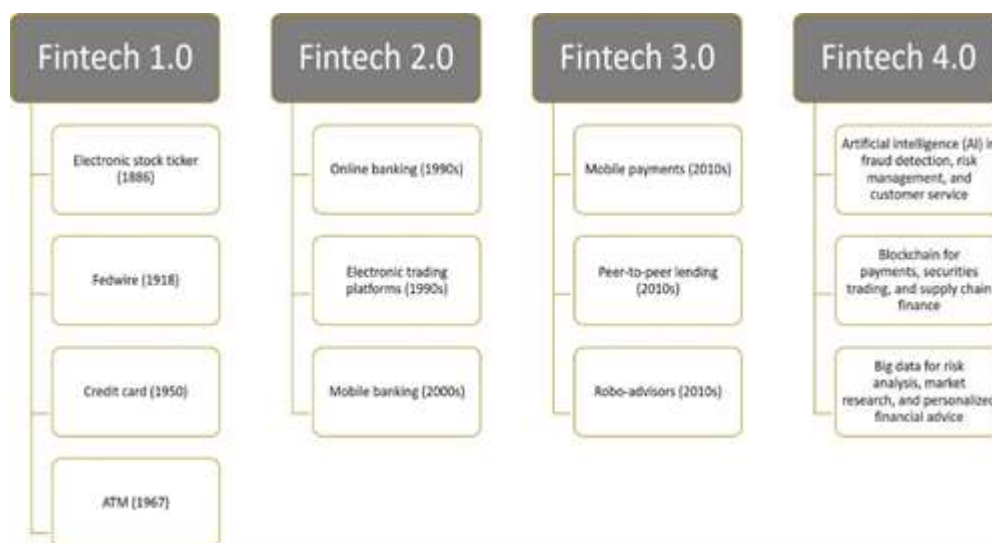 Fintech 1.0
Electronic stock ticker
(1886)
Fedwire (1918)
Credit card (1950)
ATM (1967)
Fintech 2.0
Online banking (1990s)
Electronic trading
platforms (1990s)
Mobile banking (2000s)
Fintech 3.0
Mobile payments (2010s)
Peer-to-peer lending
(2010s)
Robo-advisors (2010s)
Fintech 4.0
Artificial intelligence (AI) in
fraud detection, risk
management, and
customer service
Blockchain for
payments, securities
trading, and supply chain
finance
Big data for risk
analysis, market
research, and personalized
financial advice